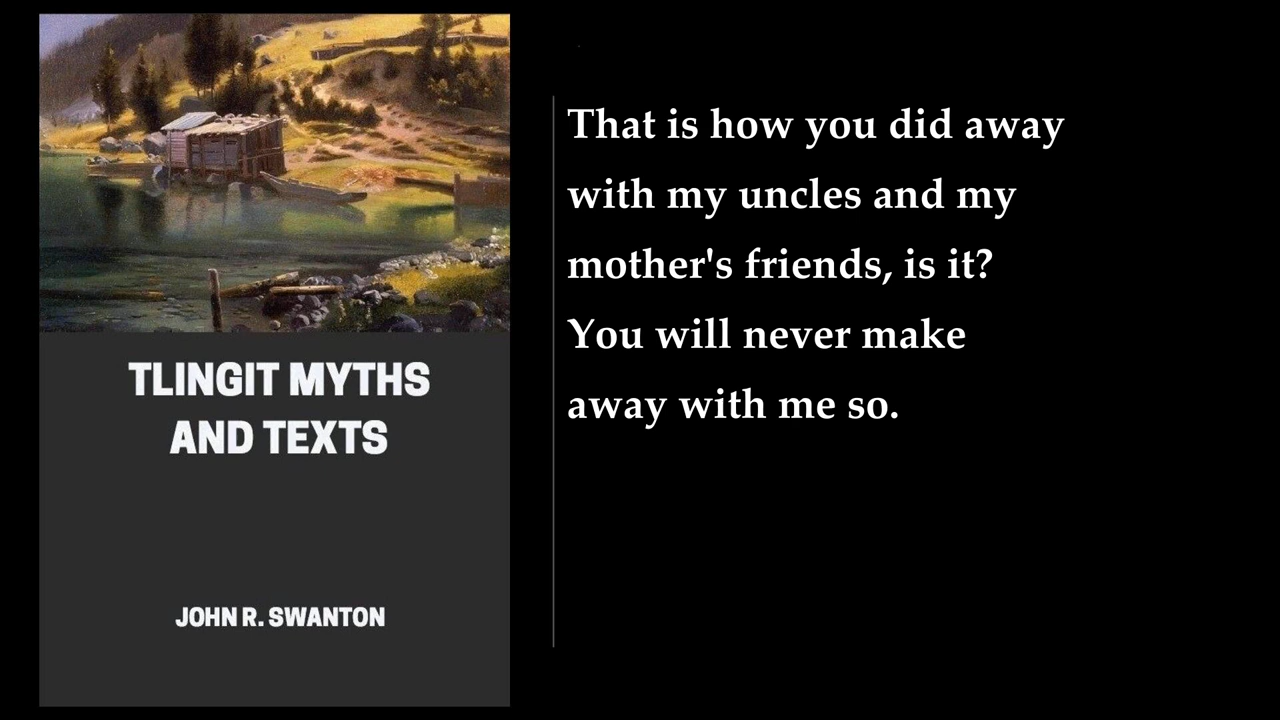 TLINGIT MYTHS
AND TEXTS
JOHN R. SWANTON
That is how you did away
with my uncles and my
mother's friends, is it?
You will never make
away with me so.